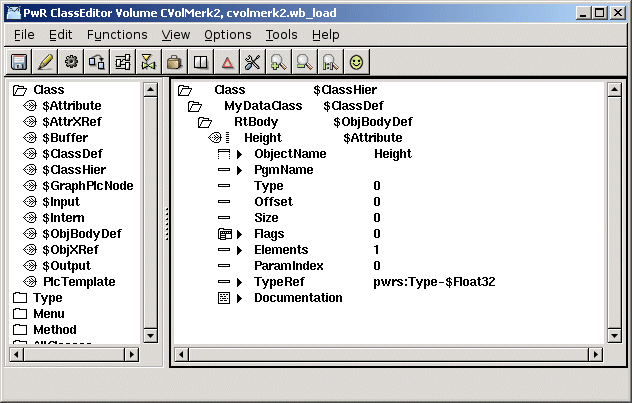 PwR ClassEditor Volume CVolMerk2, cvolmerk2.wb_load
File Edit Functions View Options Tools Help
Class
$Attribute
$AttrXRef
$Buffer
$ClassDef
$ClassHier
$GraphPlcNode
$Input
$Intern
$ObjBodyDef
$ObjXRef
$Output
PlcTemplate
Type
Menu
Method
AllClasses
Class $ClassHier
MyDataClass $ClassDef
RtBody $ObjBodyDef
Height $Attribute
ObjectName Height
PgmName
Type 0
Offset 0
Size 0
Flags 0
Elements 1
ParamIndex 0
TypeRef pwrs:Type-$Float32
Documentation